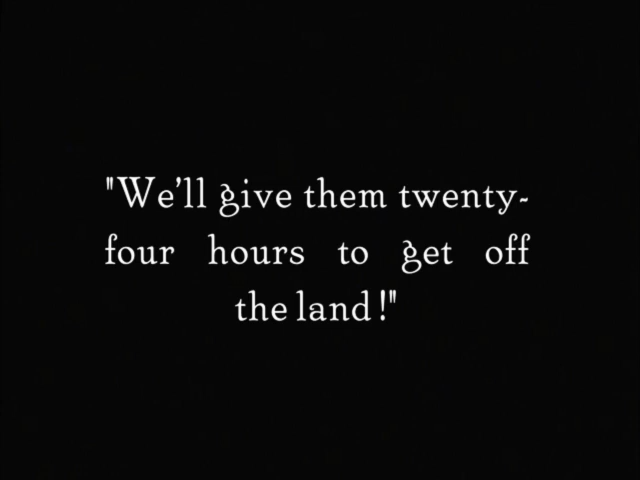 "We'll give them twenty-
four hours to get off
the land!"